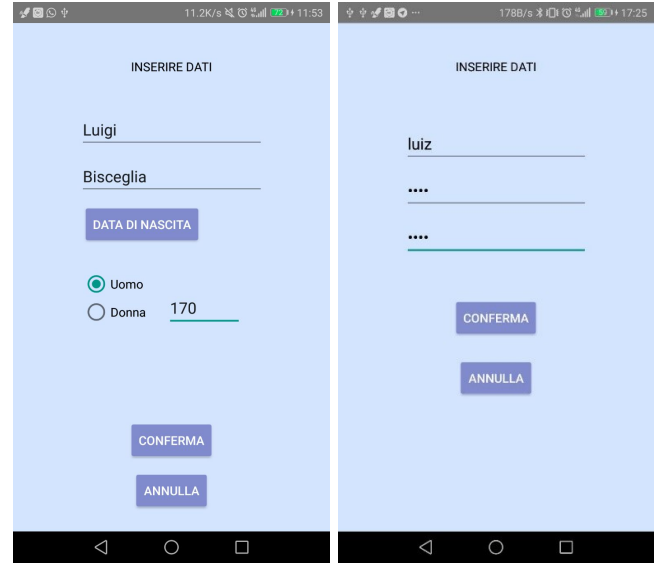 11.2K/s 22 11:53
INSERIRE DATI
Luigi
Bisceglia
DATA DI NASCITA
Uomo
Donna
170
CONFERMA
ANNULLA
178B/s 17:25
INSERIRE DATI
luiz
••••
••••
CONFERMA
ANNULLA